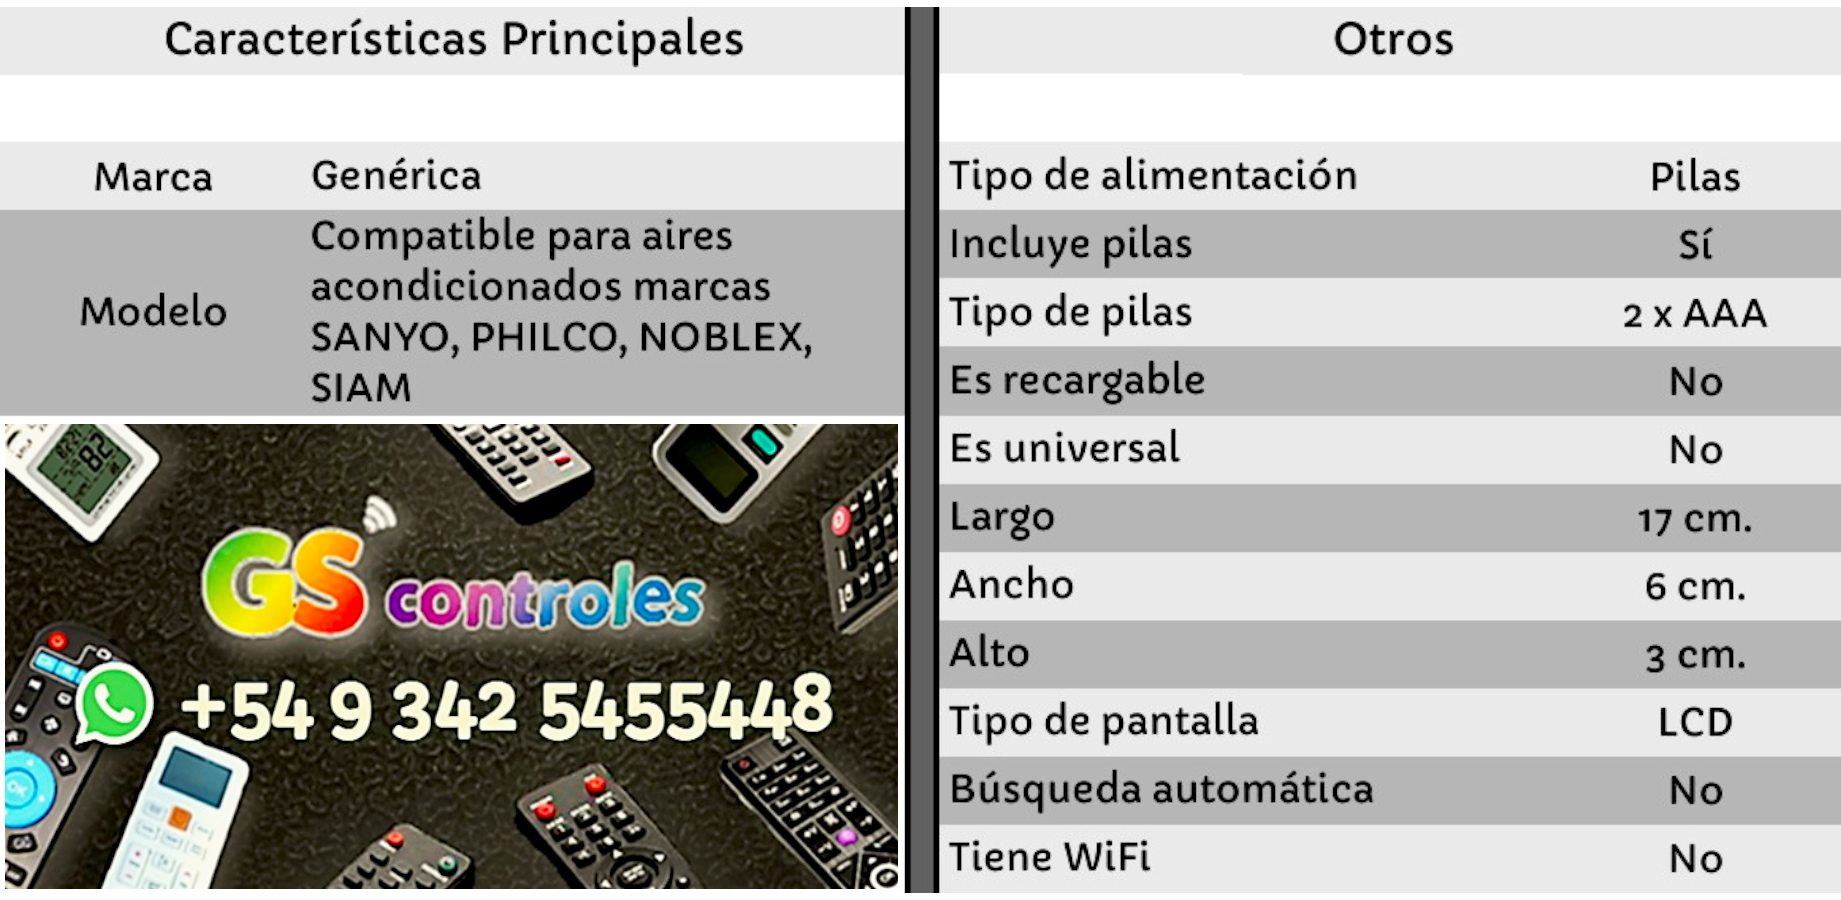 Características Principales
Marca Genérica
Modelo
Compatible para aires
acondicionados marcas
SANYO, PHILCO, NOBLEX,
SIAM
GS controles
+54 9 342 5455448
Otros
Tipo de alimentación Pilas
Incluye pilas Sí
Tipo de pilas 2 x AAA
Es recargable No
Es universal No
Largo 17 cm.
Ancho 6 cm.
Alto 3 cm.
Tipo de pantalla LCD
Búsqueda automática No
Tiene WiFi No